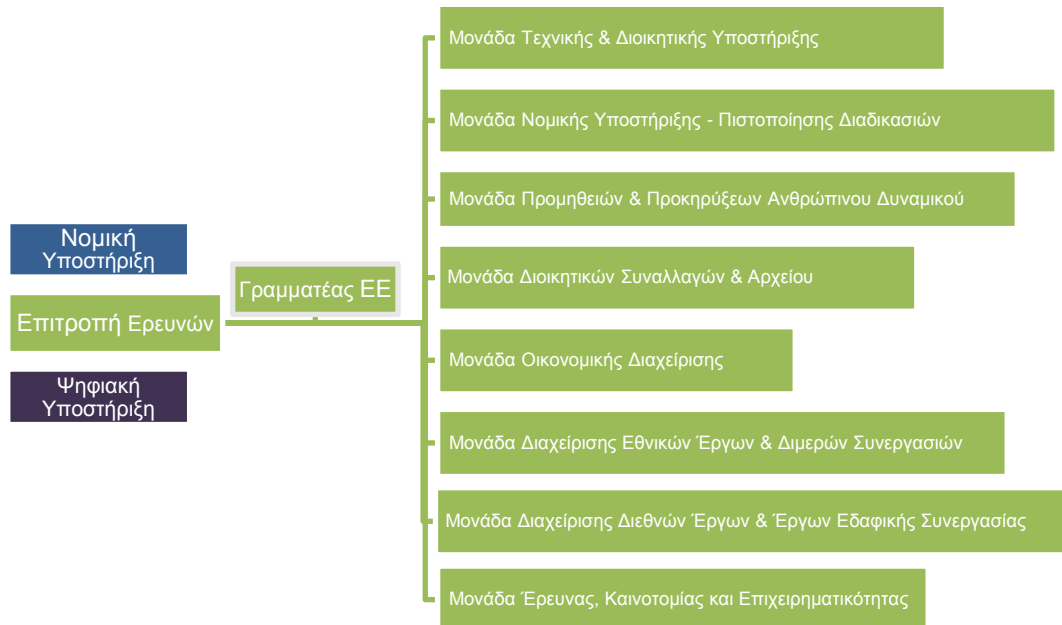 Νομική
Υποστήριξη
Επιτροπή Ερευνών
Ψηφιακή
Υποστήριξη
Γραμματέας ΕΕ
Μονάδα Τεχνικής & Διοικητικής Υποστήριξης
Μονάδα Νομικής Υποστήριξης - Πιστοποίησης Διαδικασιών
Μονάδα Προμηθειών & Προκηρύξεων Ανθρώπινου Δυναμικού
Μονάδα Διοικητικών Συναλλαγών & Αρχείου
Μονάδα Οικονομικής Διαχείρισης
Μονάδα Διαχείρισης Εθνικών Έργων & Διμερών Συνεργασιών
Μονάδα Διαχείρισης Διεθνών Έργων & Έργων Εδαφικής Συνεργασίας
Μονάδα Έρευνας, Καινοτομίας και Επιχειρηματικότητας